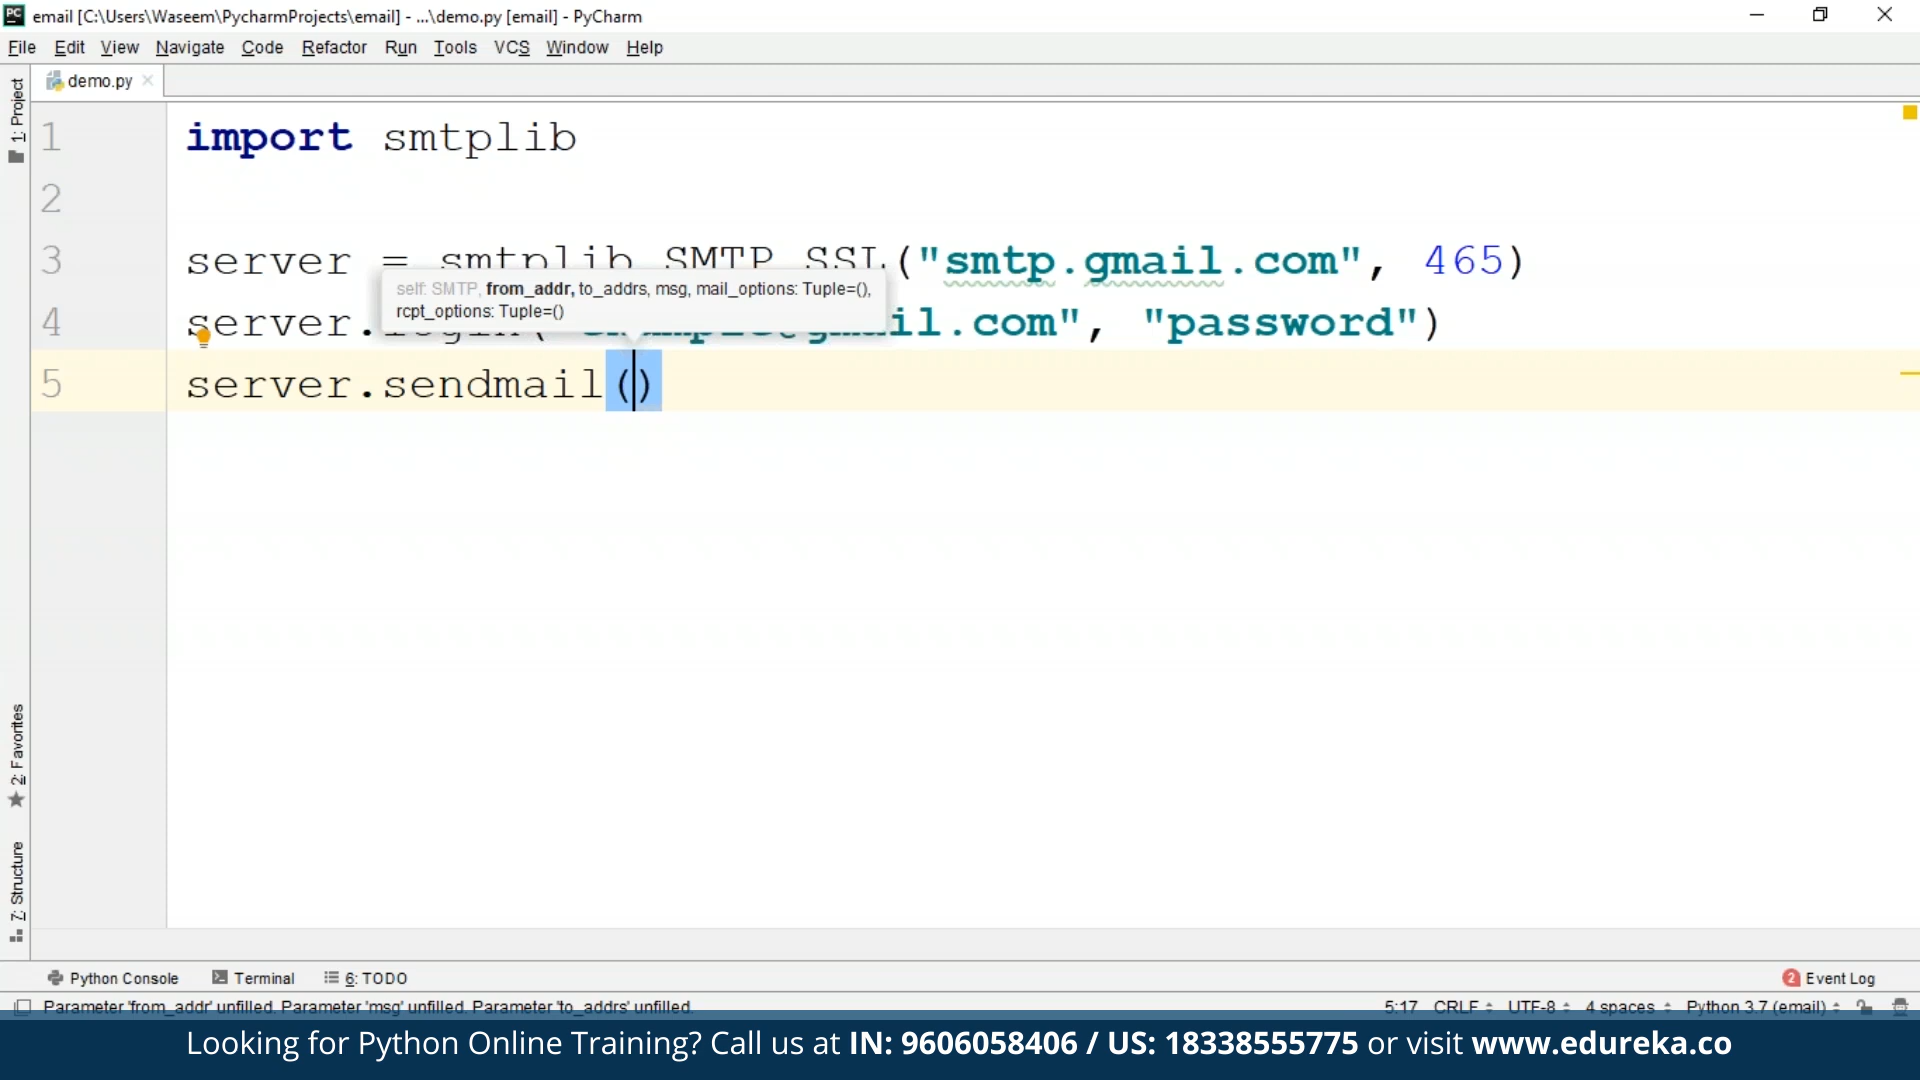 PC email [C:\Users\Waseem\PycharmProjects\email] - ...\demo.py [email] - PyCharm
File Edit View Navigate Code Refactor Run Tools VCS Window Help
1: Project
demo.py
1 import smtplib
2
3 server = smtplib SMTP SSL("smtp.gmail.com", 465)
self: SMTP, from_addr, to_addrs, msg, mail_options: Tuple=(),
rcpt_options: Tuple=()
4 server. il.com", "password")
5 server.sendmail()
2: Favorites
7: Structure
Python Console Terminal 6: TODO 2 Event Log
Parameter 'from_addr' unfilled. Parameter 'msg' unfilled. Parameter 'to_addrs' unfilled. 5:17 CRLF UTF-8 4 spaces Python 3.7 (email)
Looking for Python Online Training? Call us at IN: 9606058406 / US: 18338555775 or visit www.edureka.co